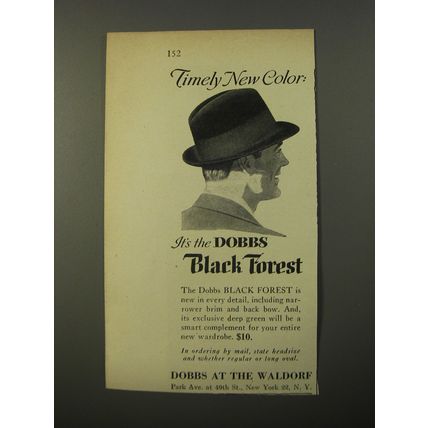 152
Timely New Color:
It's the DOBBS
Black Forest
The Dobbs BLACK FOREST is
new in every detail, including nar-
rower brim and back bow. And,
its exclusive deep green will be a
smart complement for your entire
new wardrobe. $10.
In ordering by mail, state headsize
and whether regular or long oval.
DOBBS AT THE WALDORF
Park Ave. at 49th St., New York 22, N. Y.